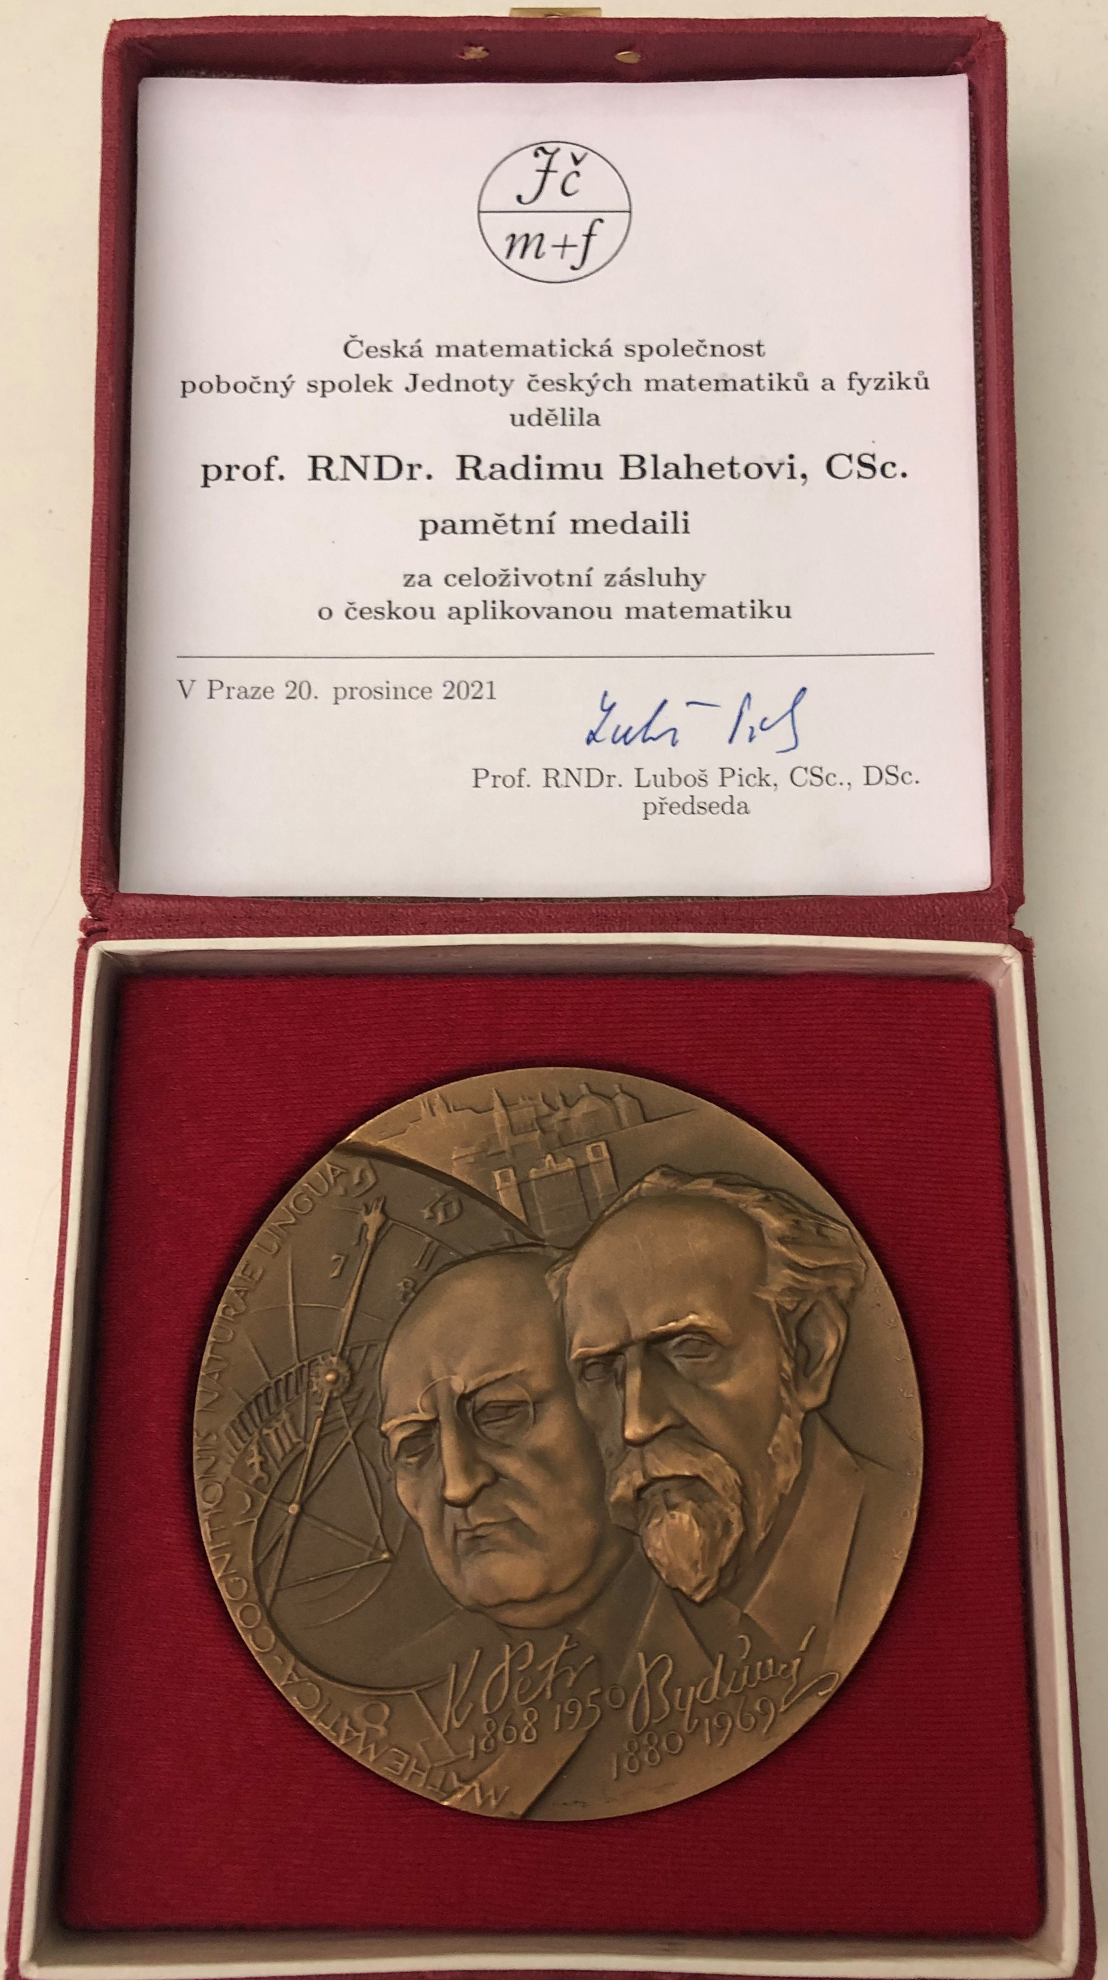 Jč
m+f
Česká matematická společnost
pobočný spolek Jednoty českých matematiků a fyziků
udělila
prof. RNDr. Radimu Blahetovi, CSc.
pamětní medaili
za celoživotní zásluhy
o českou aplikovanou matematiku
V Praze 20. prosince 2021
Luboš Pick
Prof. RNDr. Luboš Pick, CSc., DSc.
předseda
MATHEMATICA-COGNITIONIS NATURAE LINGUA
K Petr
1868 1950
Bydžovský
1880 1969